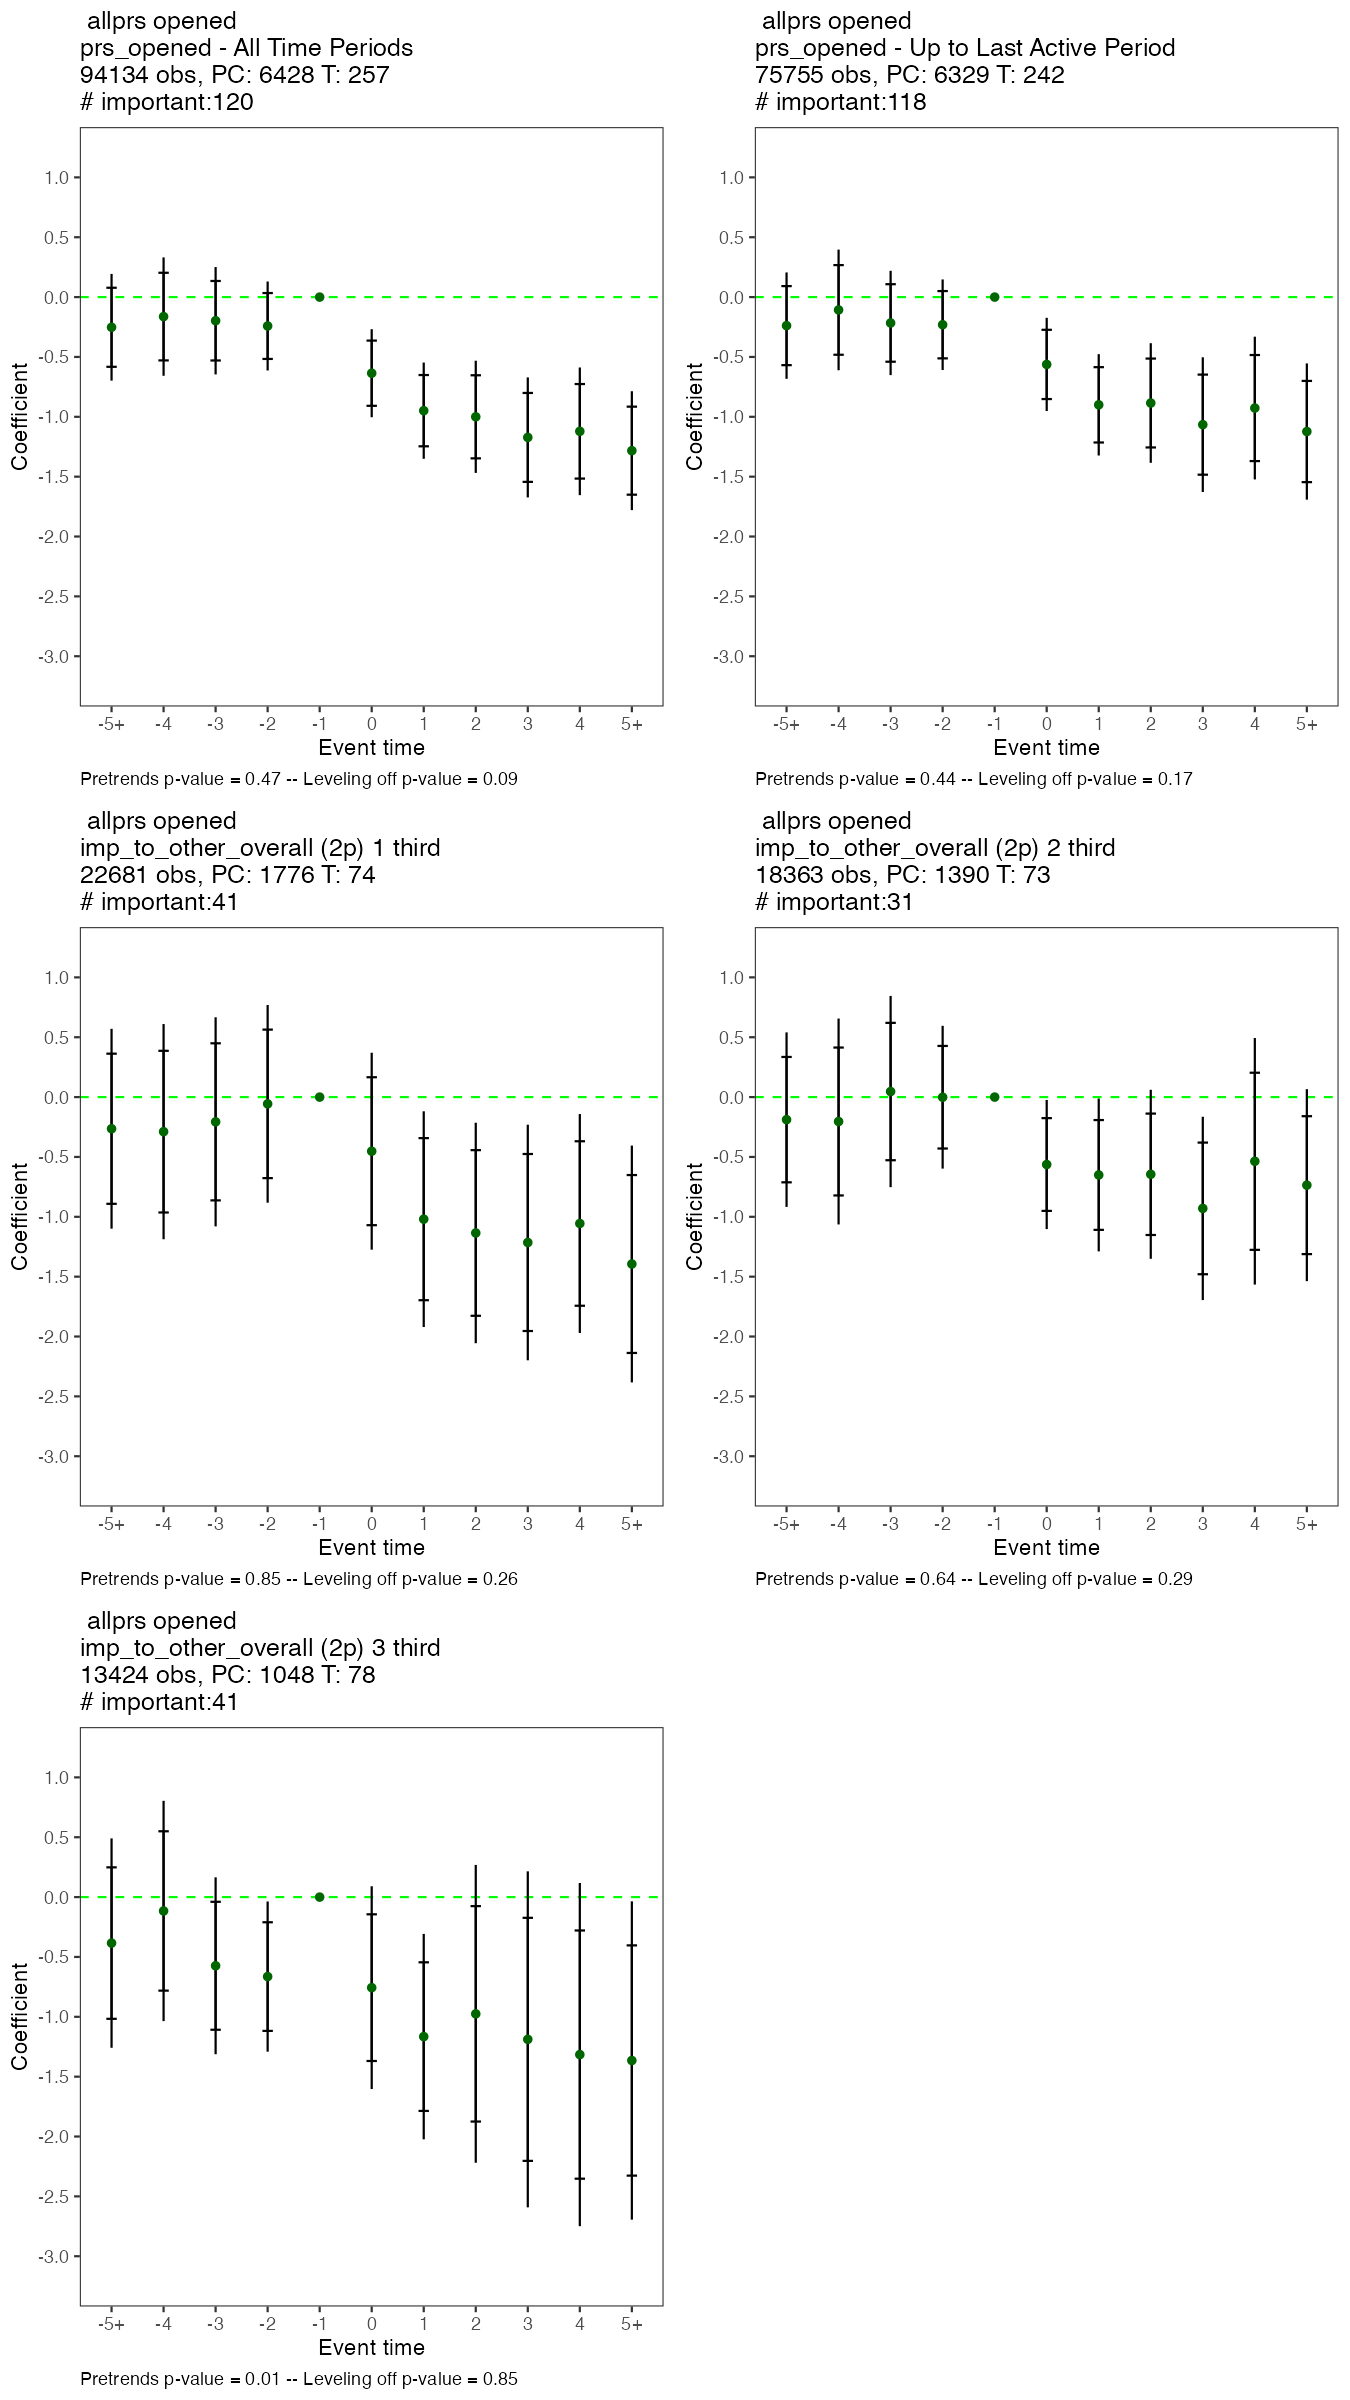 allprs opened
prs_opened - All Time Periods
94134 obs, PC: 6428 T: 257
# important:120
1.0
0.5
0.0
-0.5
-1.0
-1.5
-2.0
-2.5
-3.0
Coefficient
-5+ -4 -3 -2 -1 0 1 2 3 4 5+
Event time
Pretrends p-value = 0.47 -- Leveling off p-value = 0.09
allprs opened
prs_opened - Up to Last Active Period
75755 obs, PC: 6329 T: 242
# important:118
1.0
0.5
0.0
-0.5
-1.0
-1.5
-2.0
-2.5
-3.0
Coefficient
-5+ -4 -3 -2 -1 0 1 2 3 4 5+
Event time
Pretrends p-value = 0.44 -- Leveling off p-value = 0.17
allprs opened
imp_to_other_overall (2p) 1 third
22681 obs, PC: 1776 T: 74
# important:41
1.0
0.5
0.0
-0.5
-1.0
-1.5
-2.0
-2.5
-3.0
Coefficient
-5+ -4 -3 -2 -1 0 1 2 3 4 5+
Event time
Pretrends p-value = 0.85 -- Leveling off p-value = 0.26
allprs opened
imp_to_other_overall (2p) 2 third
18363 obs, PC: 1390 T: 73
# important:31
1.0
0.5
0.0
-0.5
-1.0
-1.5
-2.0
-2.5
-3.0
Coefficient
-5+ -4 -3 -2 -1 0 1 2 3 4 5+
Event time
Pretrends p-value = 0.64 -- Leveling off p-value = 0.29
allprs opened
imp_to_other_overall (2p) 3 third
13424 obs, PC: 1048 T: 78
# important:41
1.0
0.5
0.0
-0.5
-1.0
-1.5
-2.0
-2.5
-3.0
Coefficient
-5+ -4 -3 -2 -1 0 1 2 3 4 5+
Event time
Pretrends p-value = 0.01 -- Leveling off p-value = 0.85